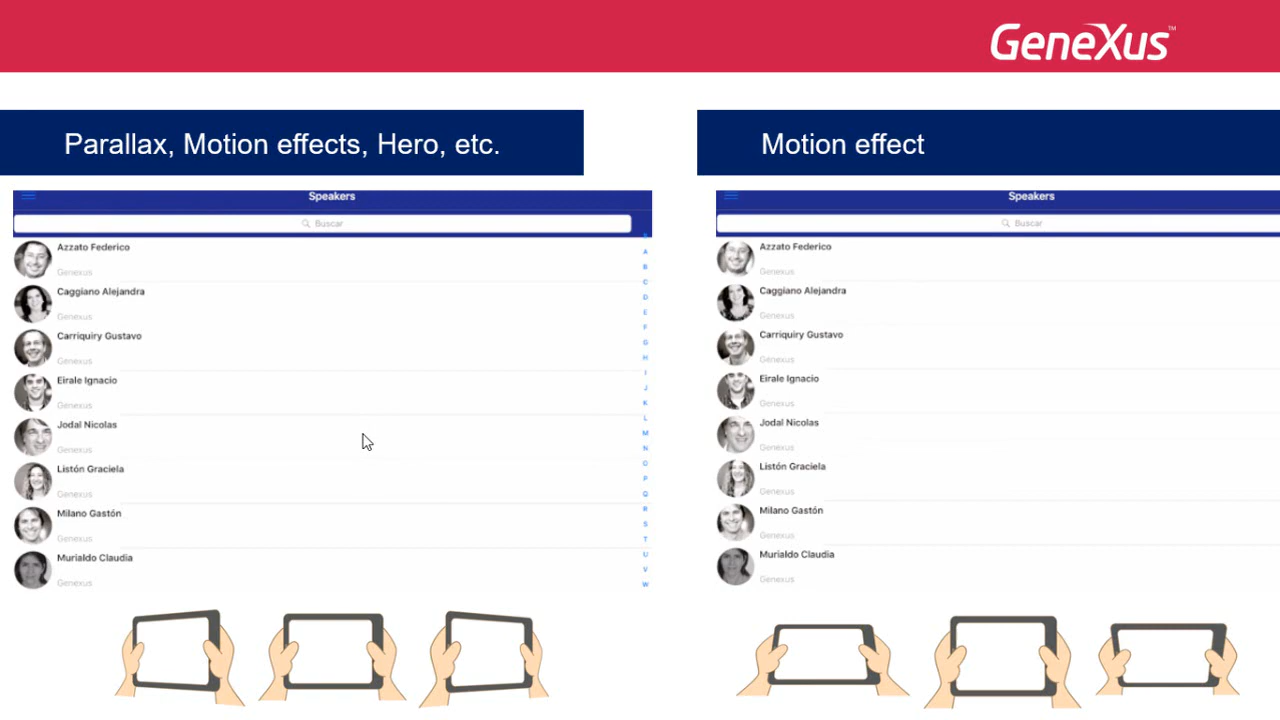 GeneXus™
Parallax, Motion effects, Hero, etc.
Speakers
Buscar
Azzato Federico
Genexus
Caggiano Alejandra
Genexus
Carriquiry Gustavo
Genexus
Eirale Ignacio
Genexus
Jodal Nicolas
Genexus
Listón Graciela
Genexus
Milano Gastón
Genexus
Murialdo Claudia
Genexus
A
B
C
D
E
F
G
H
I
J
K
L
M
N
O
P
Q
R
S
T
U
V
W
Motion effect
Speakers
Buscar
Azzato Federico
Genexus
Caggiano Alejandra
Genexus
Carriquiry Gustavo
Genexus
Eirale Ignacio
Genexus
Jodal Nicolas
Genexus
Listón Graciela
Genexus
Milano Gastón
Genexus
Murialdo Claudia
Genexus